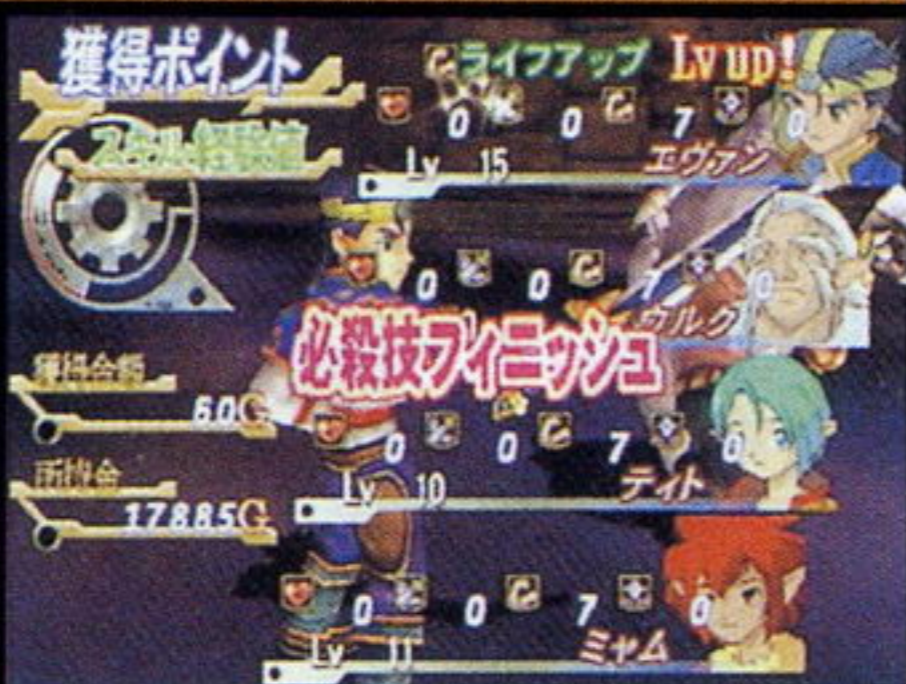 獲得ポイント
ライフアップ Lv up!
0 0 7 0
スキル経験値
Lv 15 エヴァン
0 0 7 0
ウルク
必殺技フィニッシュ
獲得金額
60G
0 0 7 0
所持金
Lv 10 ティト
17885G
0 0 7 0
Lv 11 ミャム